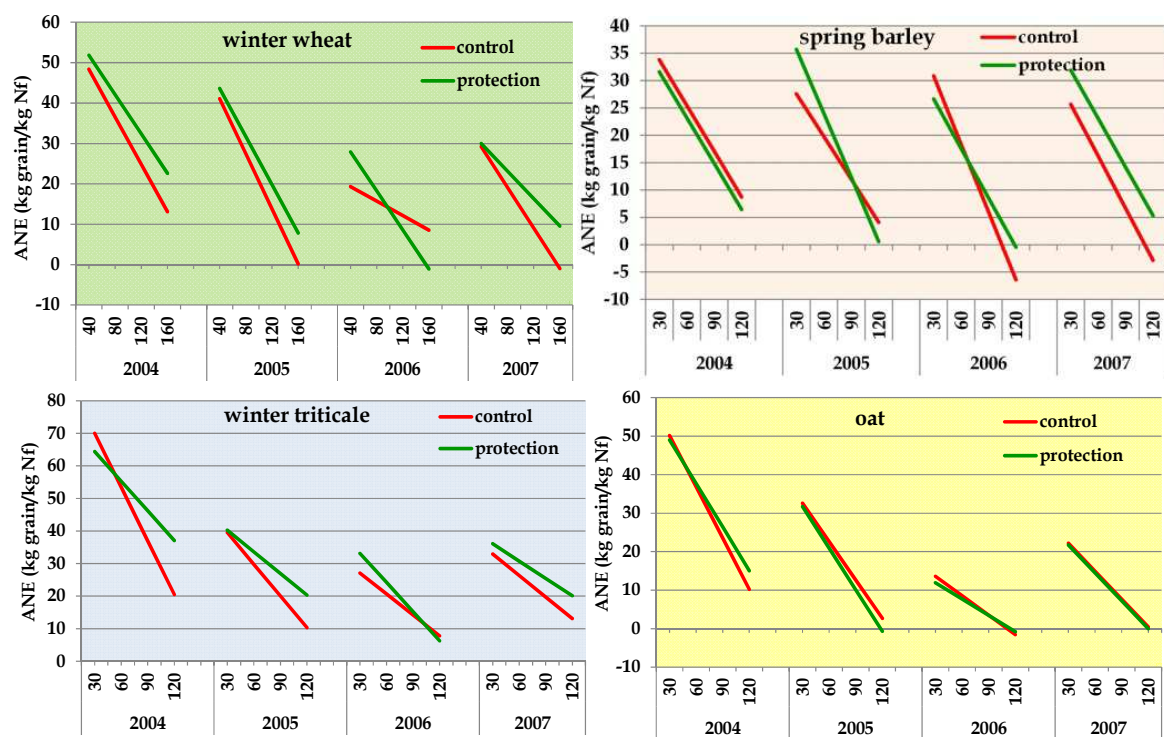 winter wheat
control
protection
ANE (kg grain/kg Nf)
60
50
40
30
20
10
0
-10
40 80 120 160 40 80 120 160 40 80 120 160 40 80 120 160
2004 2005 2006 2007
spring barley
control
protection
ANE (kg grain/kg Nf)
40
35
30
25
20
15
10
5
0
-5
-10
30 60 90 120 30 60 90 120 30 60 90 120 30 60 90 120
2004 2005 2006 2007
winter triticale
control
protection
ANE (kg grain/kg Nf)
80
70
60
50
40
30
20
10
0
30 60 90 120 30 60 90 120 30 60 90 120 30 60 90 120
2004 2005 2006 2007
oat
control
protection
ANE (kg grain/kg Nf)
60
50
40
30
20
10
0
-10
30 60 90 120 30 60 90 120 30 60 90 120 30 60 90 120
2004 2005 2006 2007